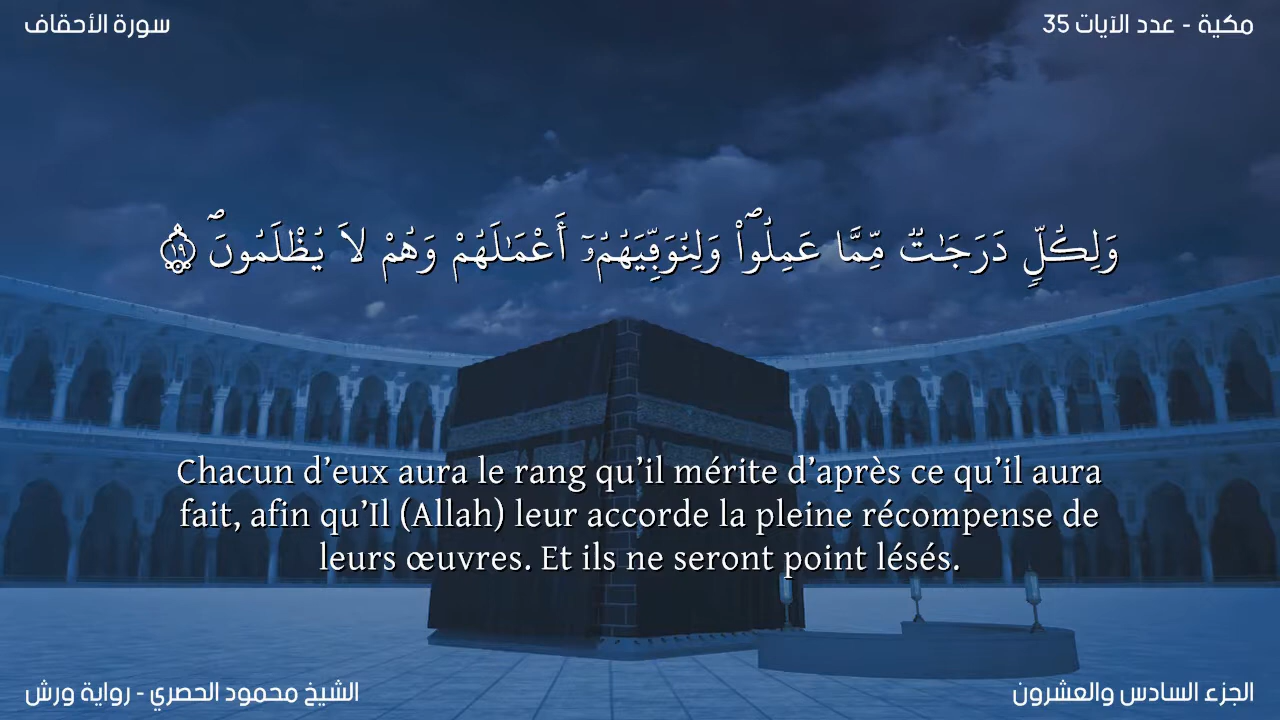 سورة الأحقاف
مكية - عدد الآيات 35
وَلِكُلّٖ دَرَجَٰتٞ مِّمَّا عَمِلُواْۖ وَلِنُوَفِّيَهُمُۥٓ أَعْمَٰلَهُمْ وَهُمْ لَا يُظْلَمُونَۖ ١٩
Chacun d’eux aura le rang qu’il mérite d’après ce qu’il aura
fait, afin qu’Il (Allah) leur accorde la pleine récompense de
leurs œuvres. Et ils ne seront point lésés.
الشيخ محمود الحصري - رواية ورش
الجزء السادس والعشرون